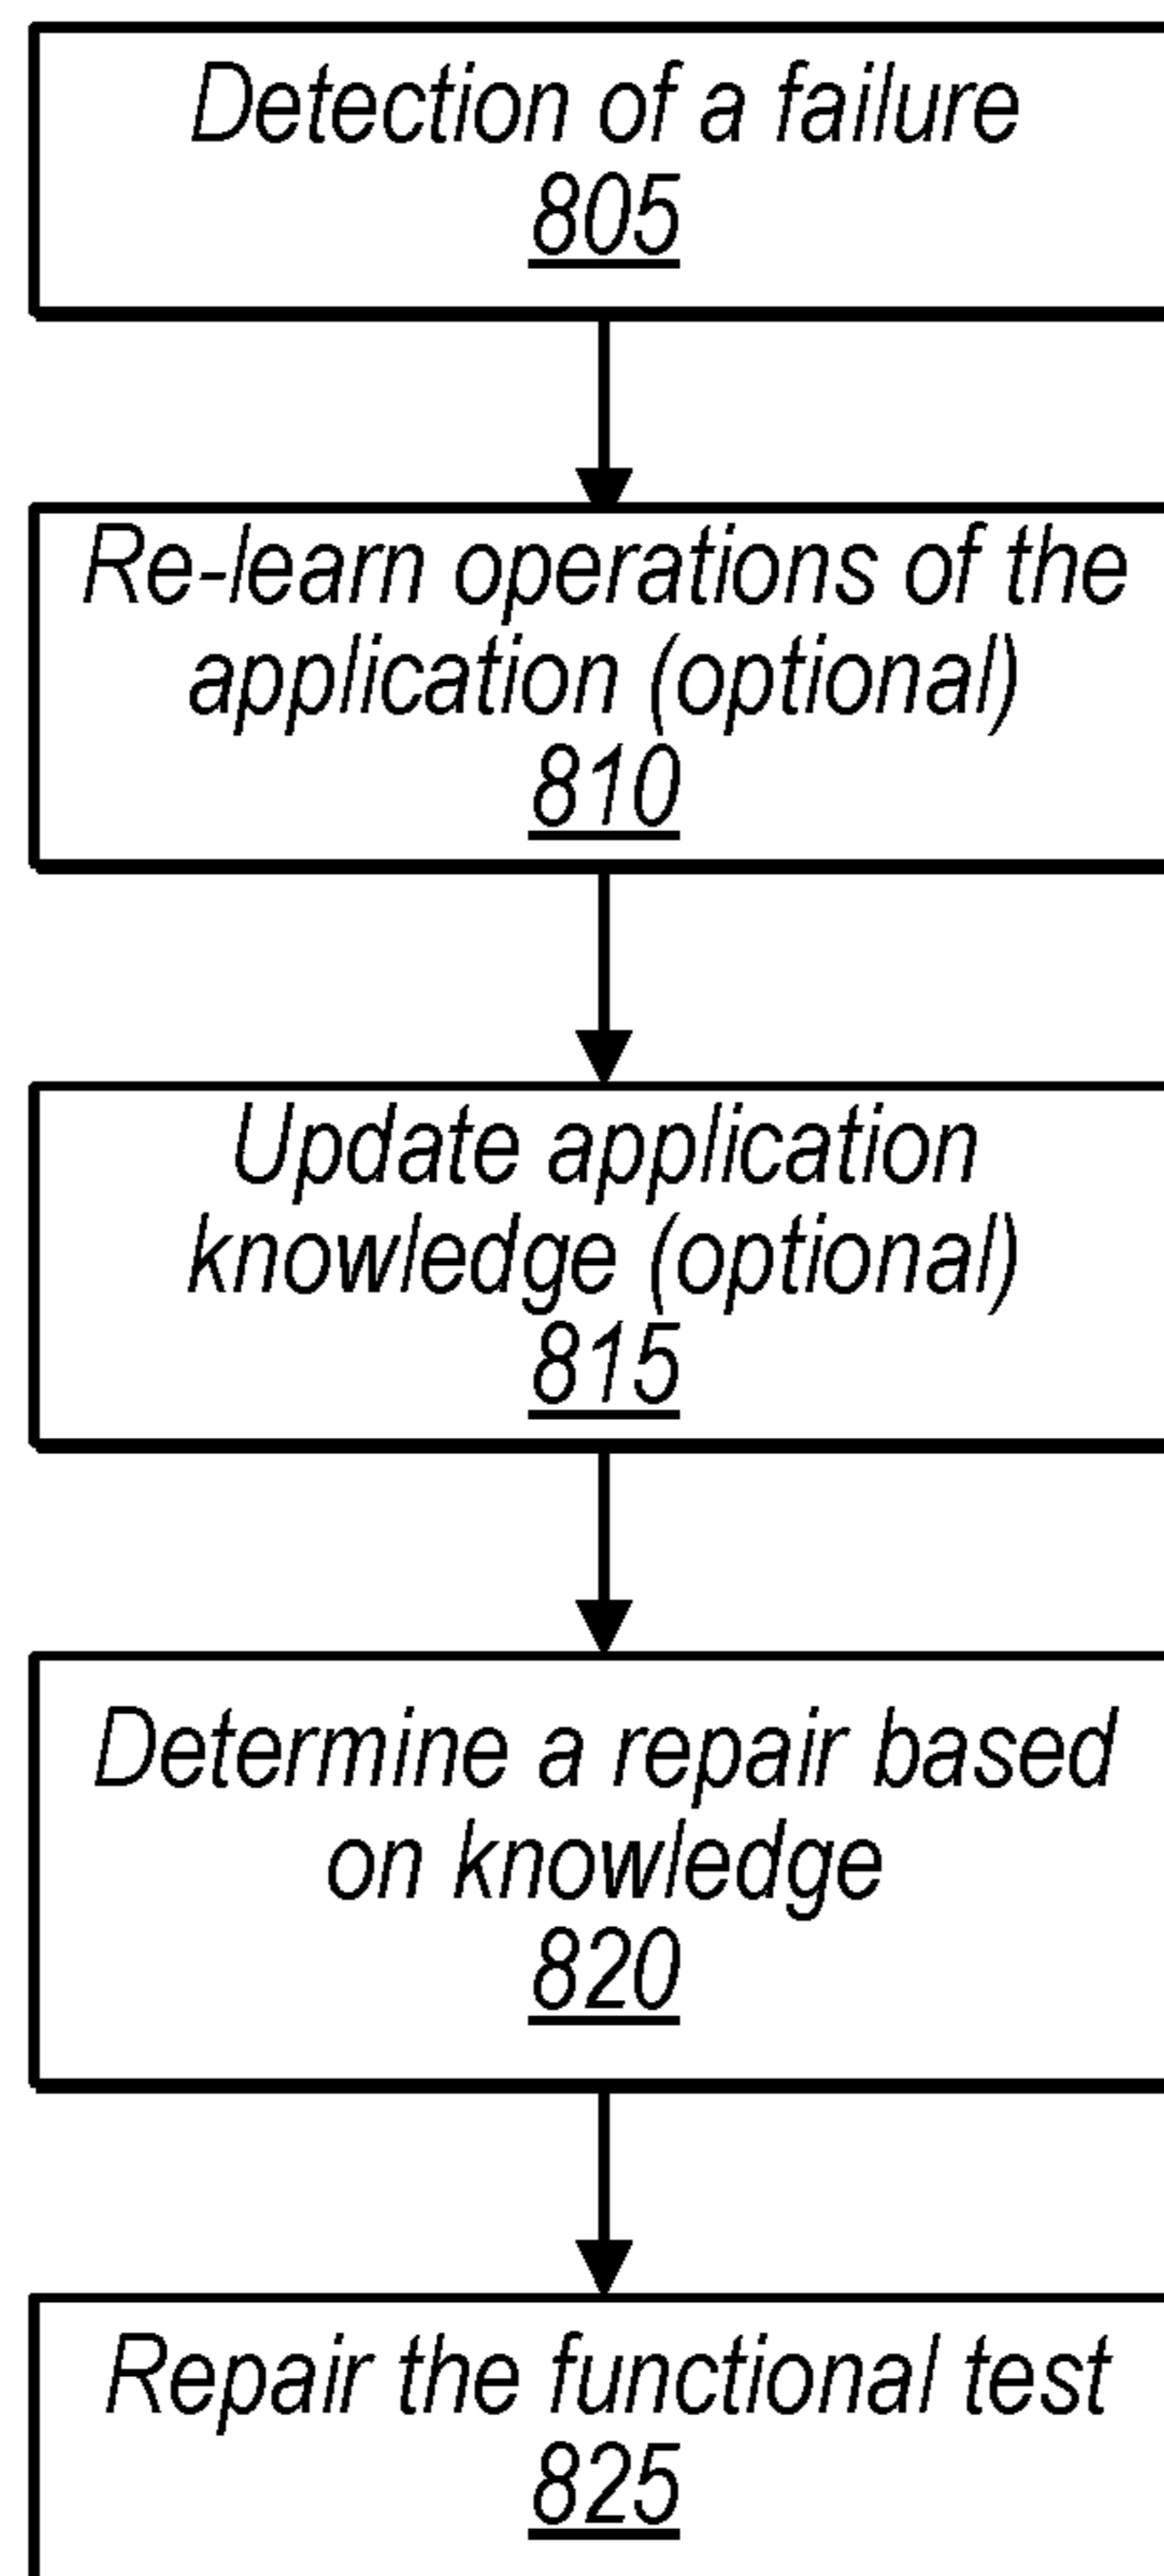 Detection of a failure
805
Re-learn operations of the
application (optional)
810
Update application
knowledge (optional)
815
Determine a repair based
on knowledge
820
Repair the functional test
825